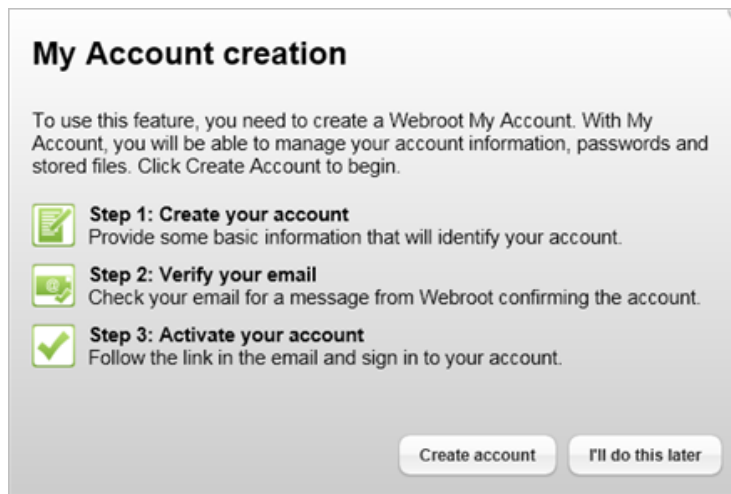 My Account creation
To use this feature, you need to create a Webroot My Account. With My
Account, you will be able to manage your account information, passwords and
stored files. Click Create Account to begin.
Step 1: Create your account
Provide some basic information that will identify your account.
Step 2: Verify your email
Check your email for a message from Webroot confirming the account.
Step 3: Activate your account
Follow the link in the email and sign in to your account.
Create account
I'll do this later